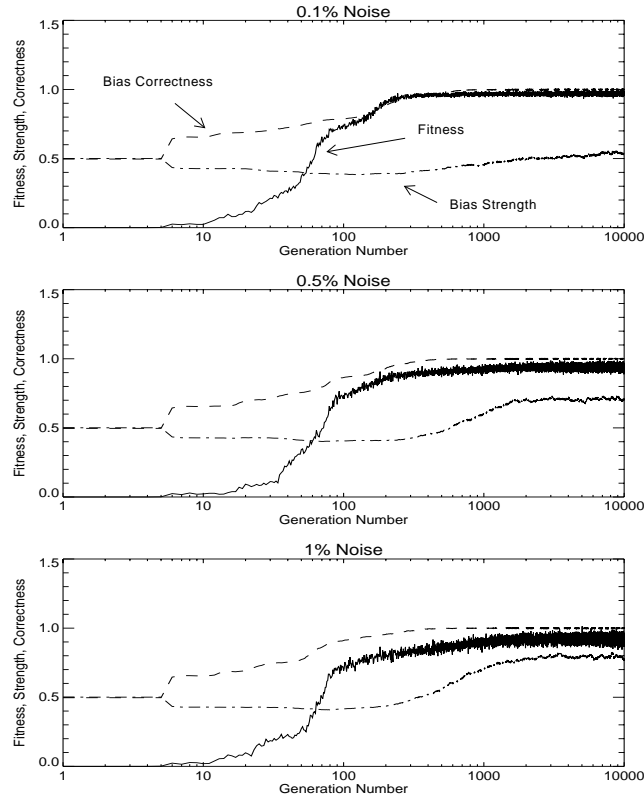 0.1% Noise
Fitness, Strength, Correctness
1.5
1.0
0.5
0.0
Bias Correctness
Fitness
Bias Strength
1
10
100
1000
10000
Generation Number
0.5% Noise
Fitness, Strength, Correctness
1.5
1.0
0.5
0.0
1
10
100
1000
10000
Generation Number
1% Noise
Fitness, Strength, Correctness
1.5
1.0
0.5
0.0
1
10
100
1000
10000
Generation Number